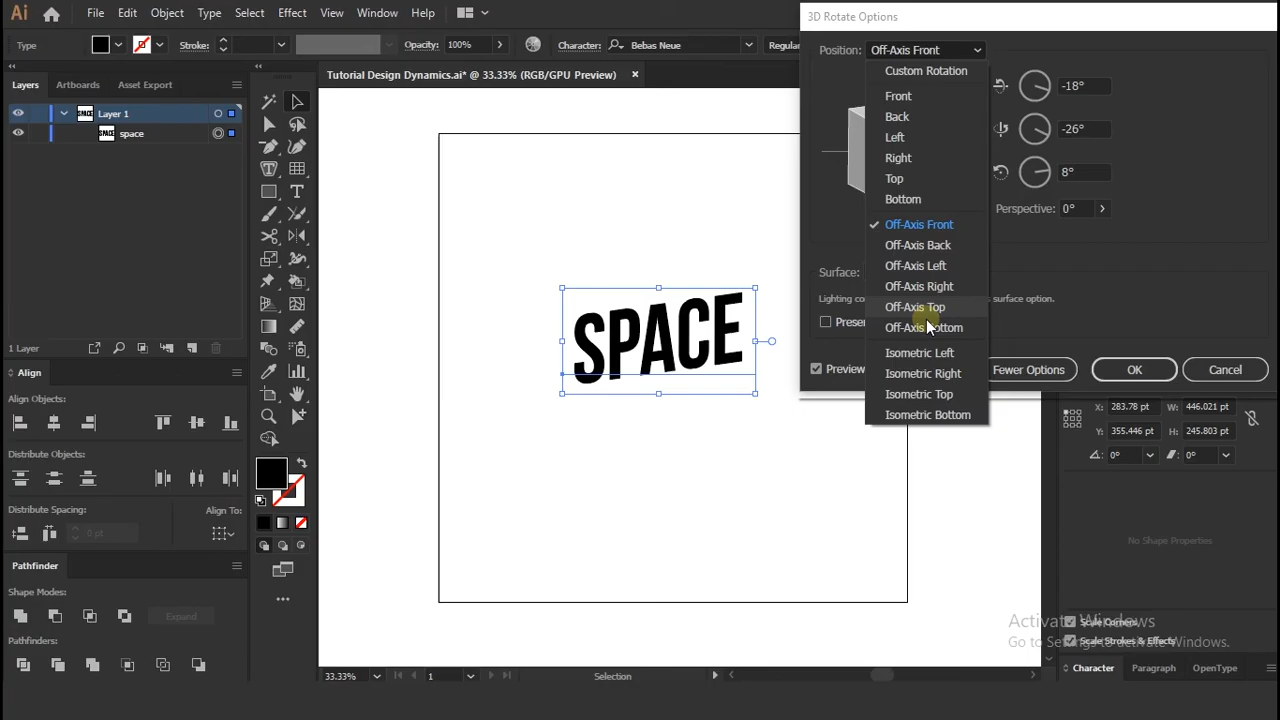 Ai File Edit Object Type Select Effect View Window Help
3D Rotate Options
Type Stroke: Opacity: 100% Character: Bebas Neue Regular
Position: Off-Axis Front
Layers Artboards Asset Export
Tutorial Design Dynamics.ai* @ 33.33% (RGB/GPU Preview)
Custom Rotation
-18°
Front
Layer 1
Back
-26°
space
Left
Right
8°
Top
Bottom
Perspective: 0°
Off-Axis Front
Off-Axis Back
Off-Axis Left
Surface:
Off-Axis Right
Lighting surface option.
Off-Axis Top
SPACE
Off-Axis Bottom
1 Layer
Isometric Left
Align
Preview
Isometric Right
Fewer Options OK Cancel
Align Objects:
Isometric Top
Isometric Bottom
X: 283.78 pt W: 446.021 pt
Y: 355.446 pt H: 245.803 pt
Distribute Objects:
0° 0°
Distribute Spacing: Align To:
0 pt
No Shape Properties
Pathfinder
Shape Modes:
Expand
Activate Windows
Scale Corners
Go to Settings to Activate Windows.
Scale Strokes & Effects
Pathfinders:
Character Paragraph OpenType
33.33% 1 Selection